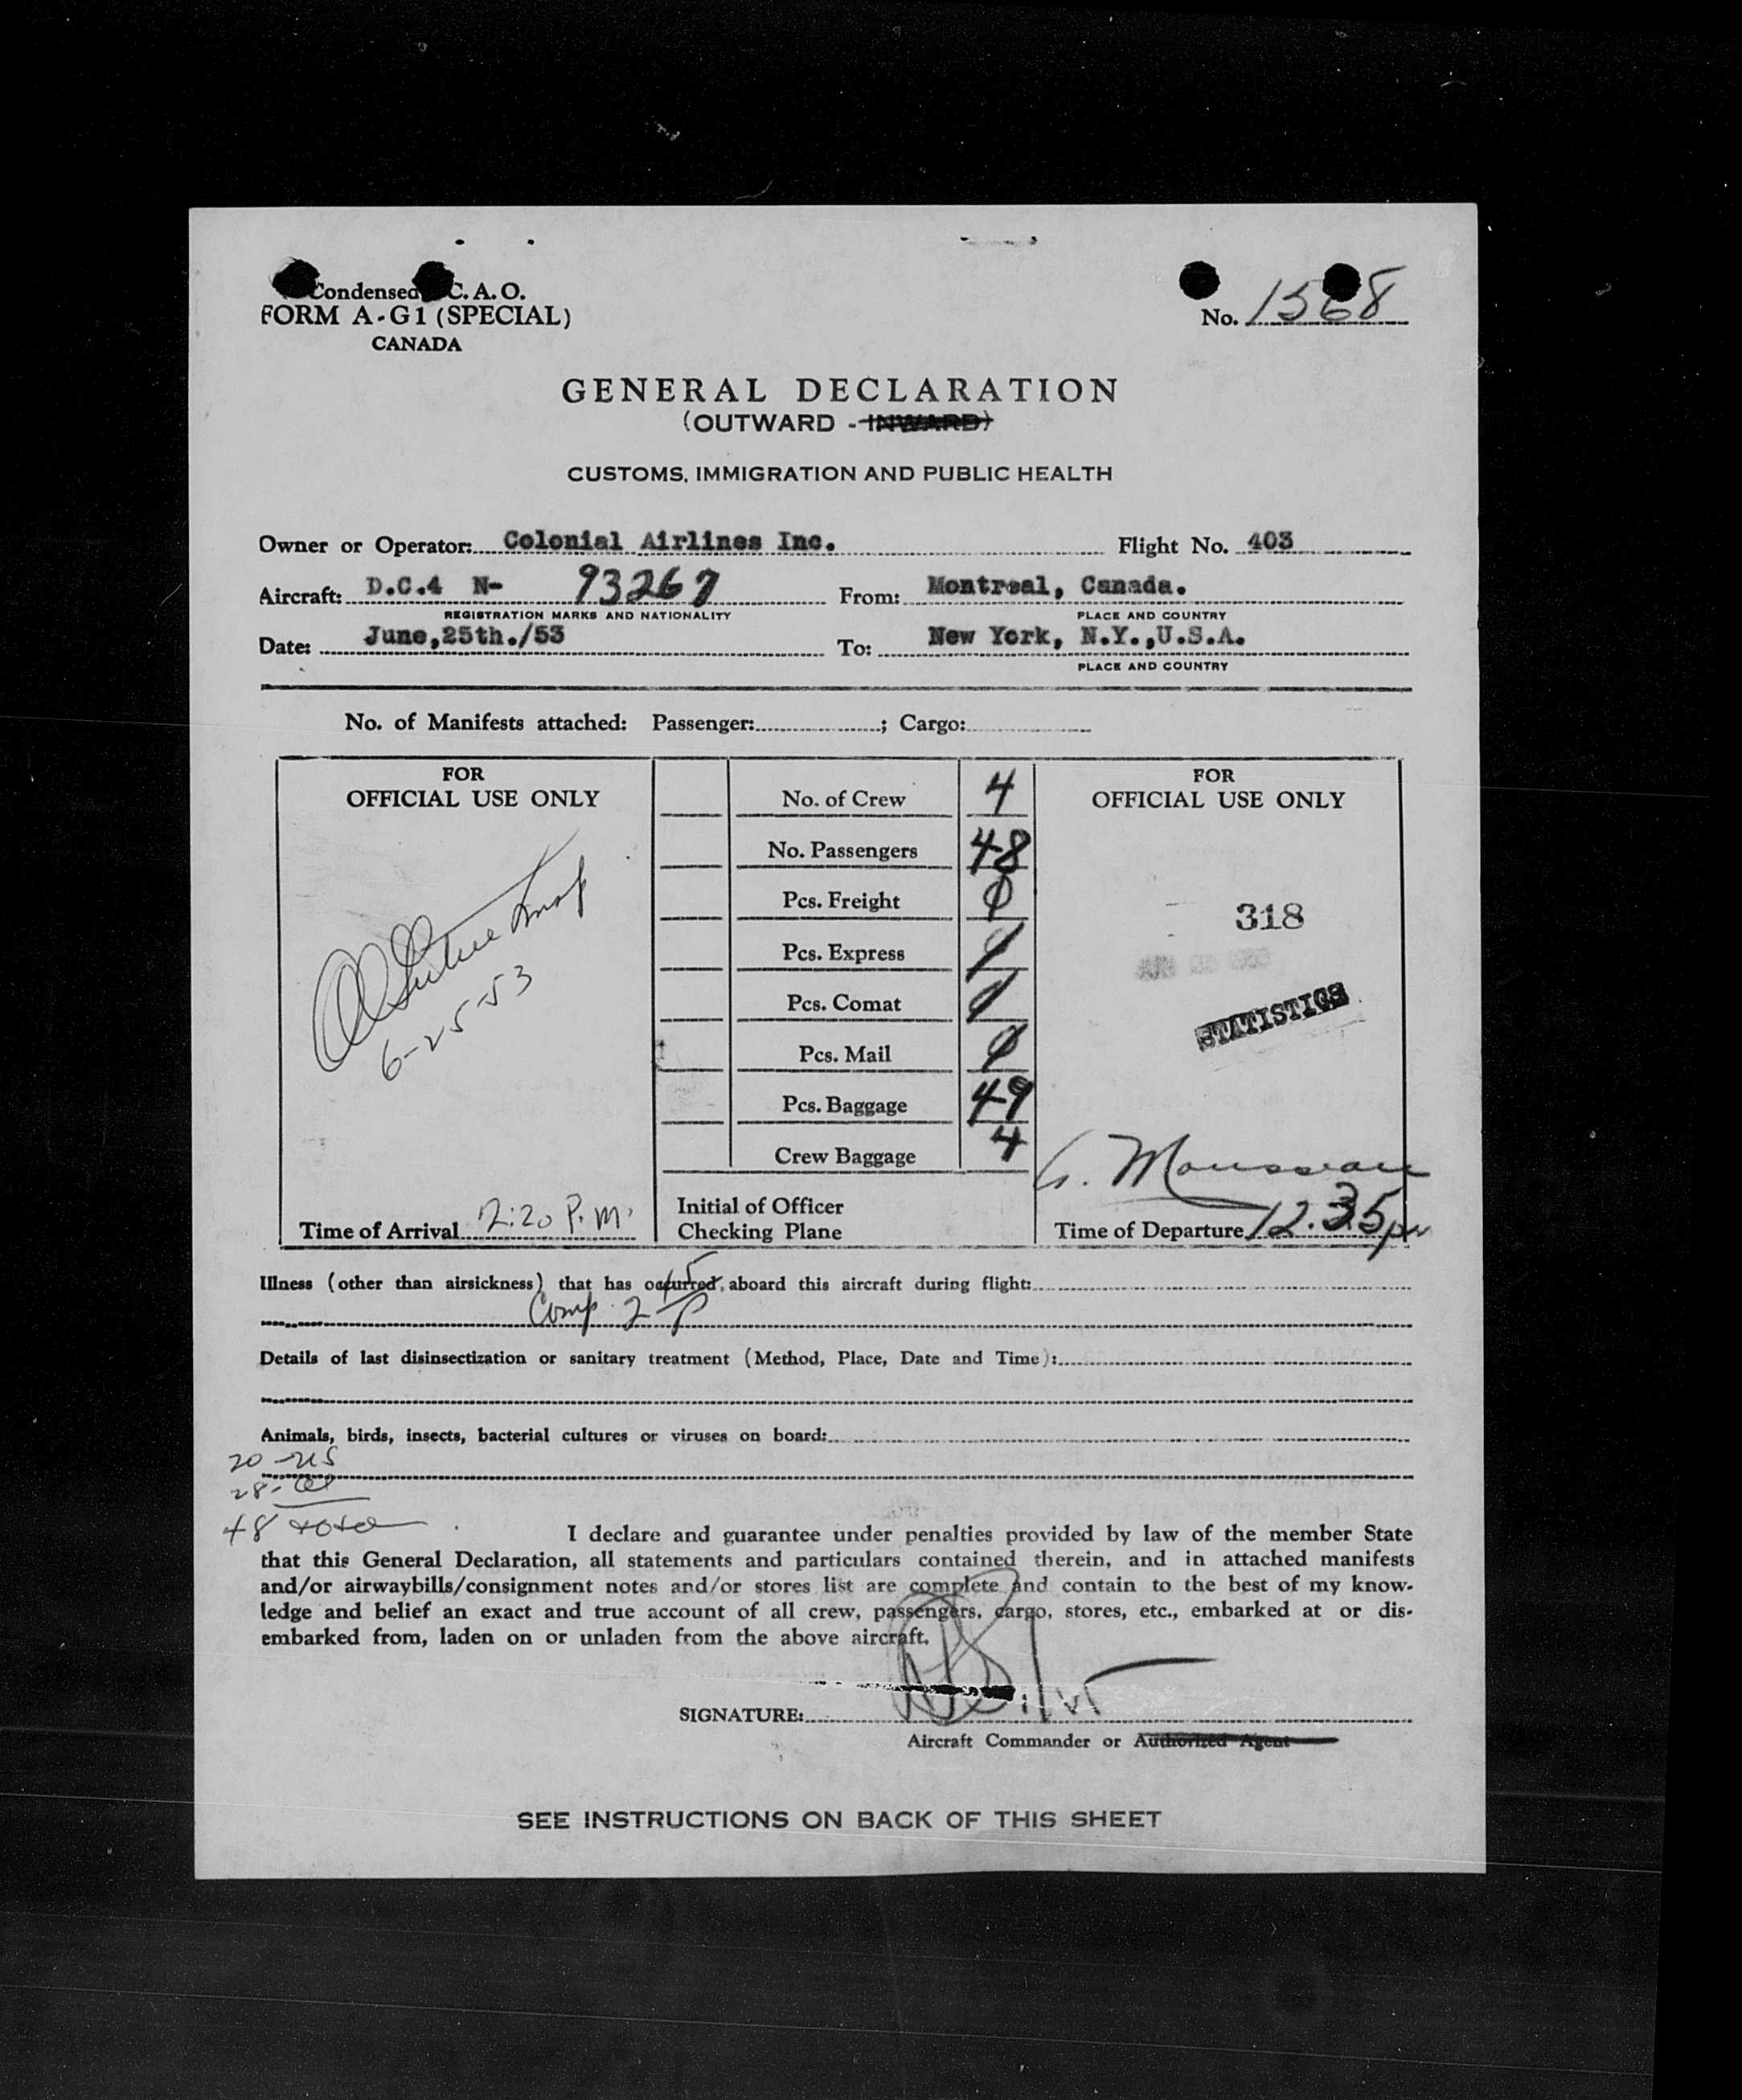 Condensed C.A.O.
FORM A-G1 (SPECIAL)
CANADA
No. 1568
GENERAL DECLARATION
(OUTWARD - INWARD)
CUSTOMS, IMMIGRATION AND PUBLIC HEALTH
Owner or Operator: Colonial Airlines Inc. Flight No. 403
Aircraft: D.C.4 N- 93267 From: Montreal, Canada.
REGISTRATION MARKS AND NATIONALITY PLACE AND COUNTRY
Date: June,25th./53 To: New York, N.Y.,U.S.A.
PLACE AND COUNTRY
No. of Manifests attached: Passenger: ; Cargo:
FOR
OFFICIAL USE ONLY
6-25-53
Time of Arrival 2:20 P.M.
No. of Crew 4
No. Passengers 48
Pcs. Freight 0
Pcs. Express 0
Pcs. Comat 0
Pcs. Mail 0
Pcs. Baggage 49
Crew Baggage 4
Initial of Officer
Checking Plane
FOR
OFFICIAL USE ONLY
318
STATISTICS
G. Mousseau
Time of Departure 12.35 pm
Illness (other than airsickness) that has occurred, aboard this aircraft during flight:
Comp. 2
Details of last disinsectization or sanitary treatment (Method, Place, Date and Time):
Animals, birds, insects, bacterial cultures or viruses on board:
20 - US
28 -
48 total
I declare and guarantee under penalties provided by law of the member State
that this General Declaration, all statements and particulars contained therein, and in attached manifests
and/or airwaybills/consignment notes and/or stores list are complete and contain to the best of my know-
ledge and belief an exact and true account of all crew, passengers, cargo, stores, etc., embarked at or dis-
embarked from, laden on or unladen from the above aircraft.
SIGNATURE:
Aircraft Commander or Authorized Agent
SEE INSTRUCTIONS ON BACK OF THIS SHEET